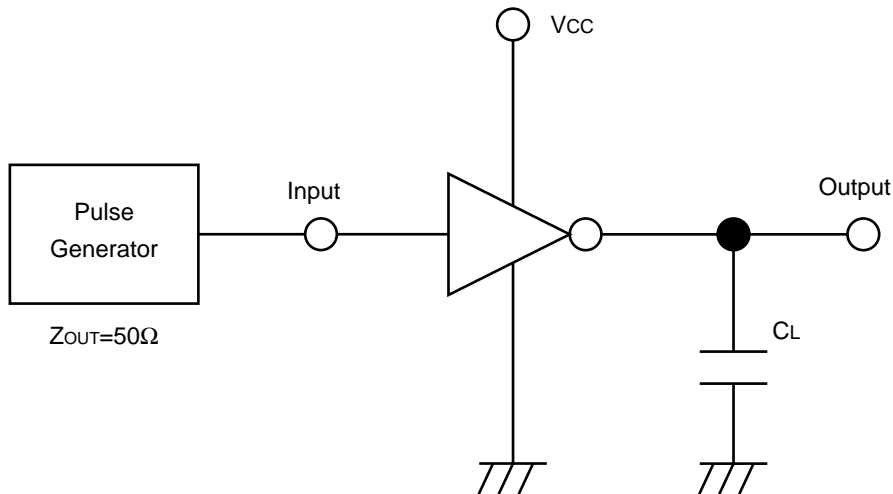 VCC
Pulse
Generator
Input
Output
ZOUT=50Ω
CL